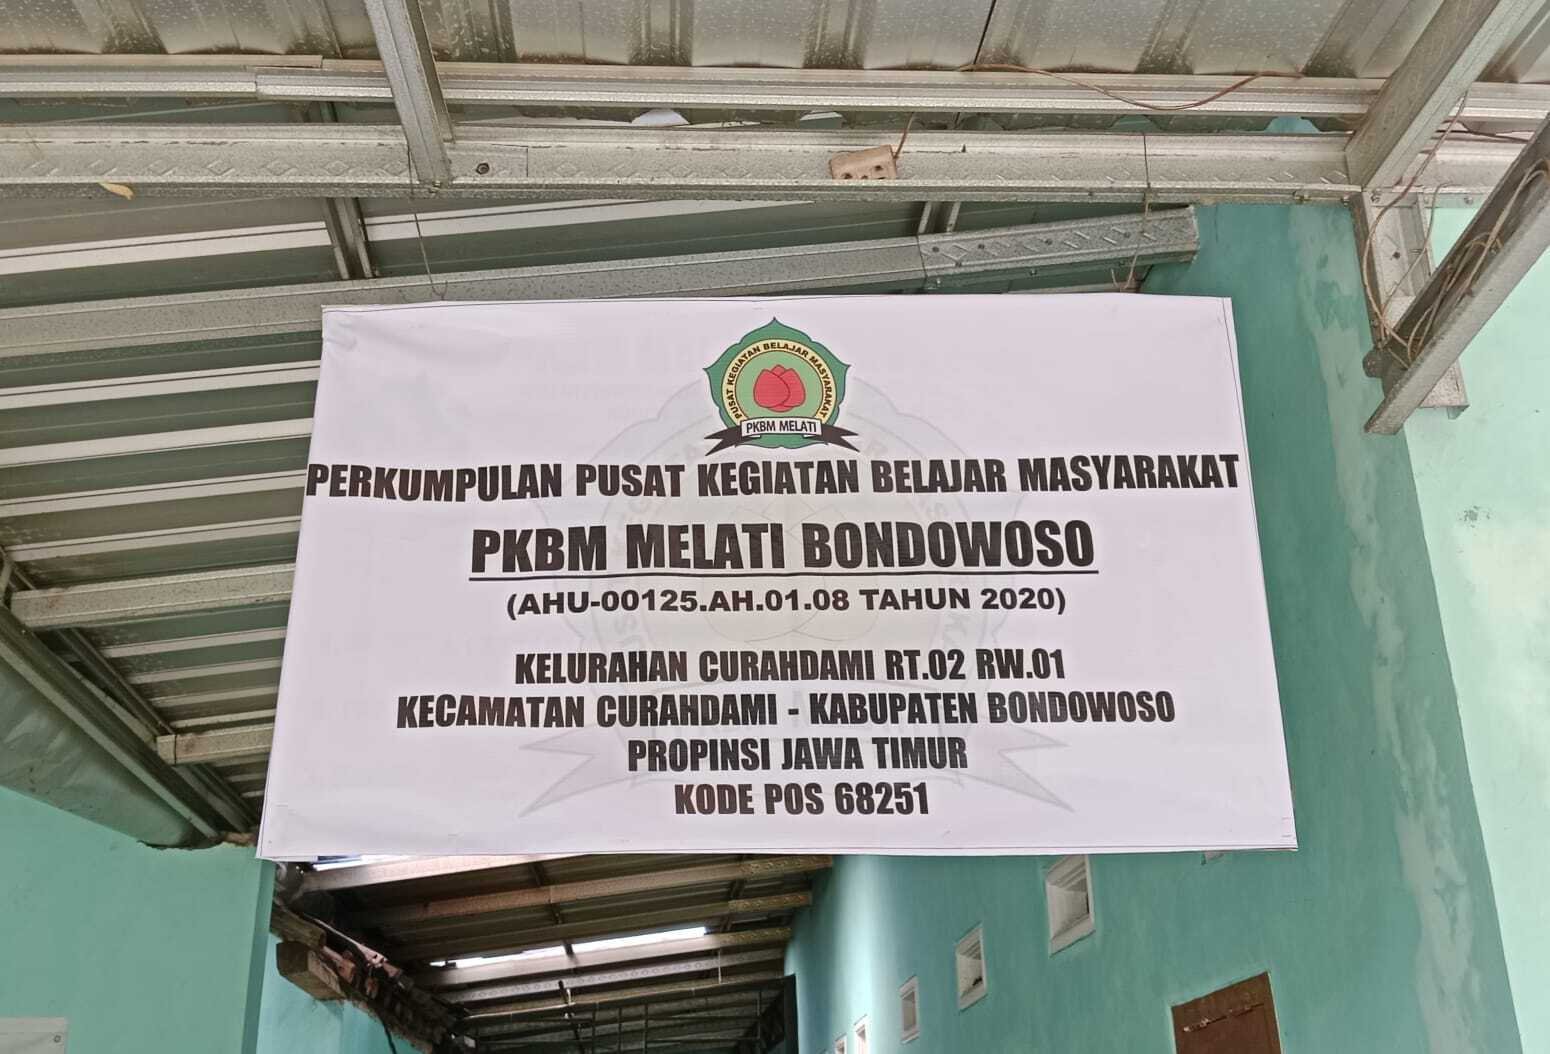 PUSAT KEGIATAN BELAJAR MASYARAKAT
PKBM MELATI
PERKUMPULAN PUSAT KEGIATAN BELAJAR MASYARAKAT
PKBM MELATI BONDOWOSO
(AHU-00125.AH.01.08 TAHUN 2020)
KELURAHAN CURAHDAMI RT.02 RW.01
KECAMATAN CURAHDAMI - KABUPATEN BONDOWOSO
PROPINSI JAWA TIMUR
KODE POS 68251